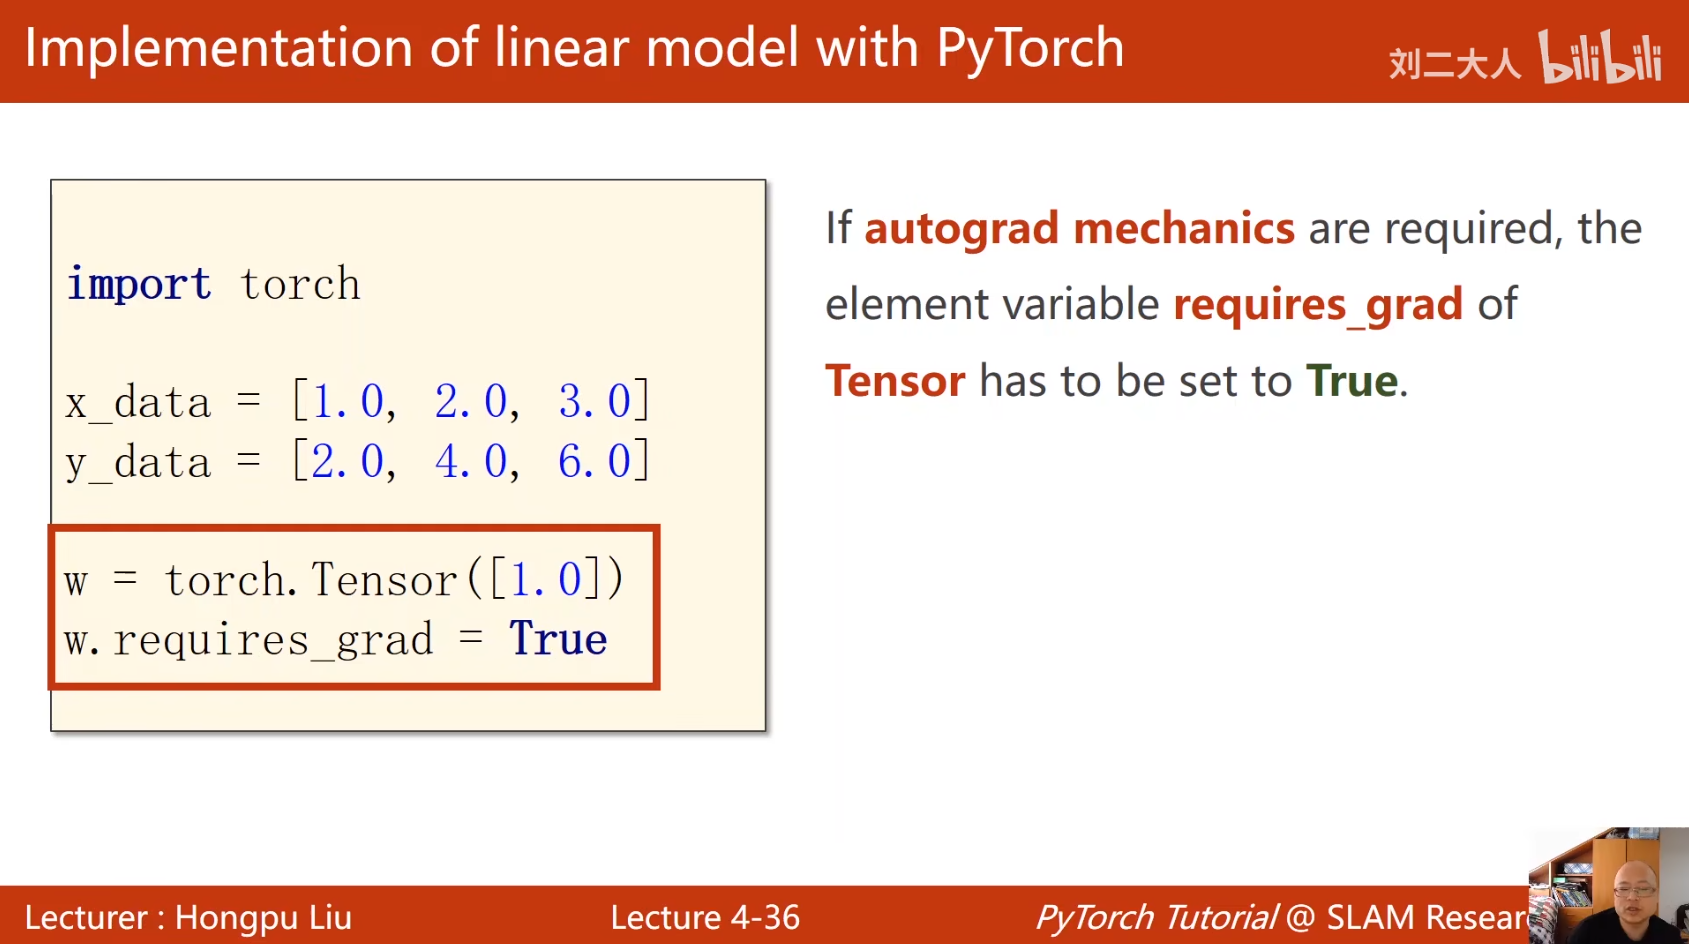 Implementation of linear model with PyTorch
刘二大人 bilibili
import torch
x_data = [1.0, 2.0, 3.0]
y_data = [2.0, 4.0, 6.0]
w = torch.Tensor([1.0])
w.requires_grad = True
If autograd mechanics are required, the
element variable requires_grad of
Tensor has to be set to True.
Lecturer : Hongpu Liu
Lecture 4-36
PyTorch Tutorial @ SLAM